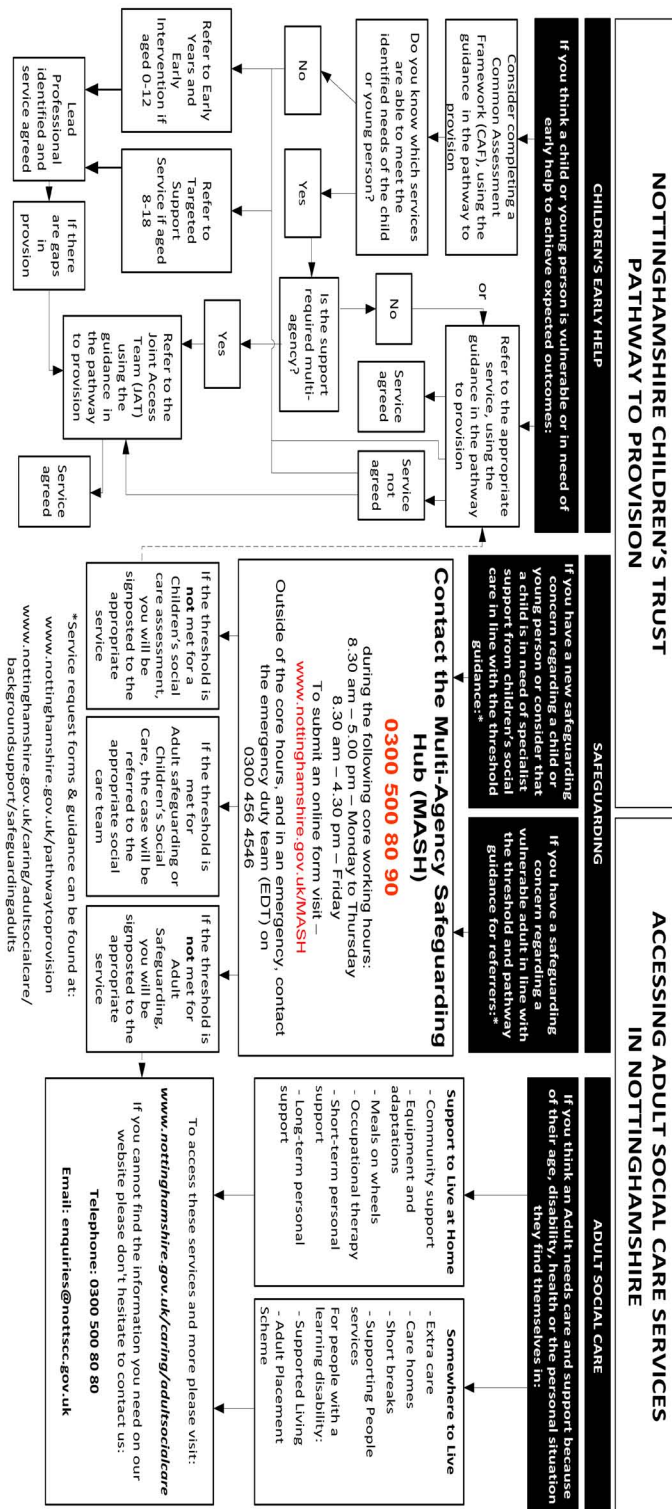 NOTTINGHAMSHIRE CHILDREN'S TRUST
PATHWAY TO PROVISION
ACCESSING ADULT SOCIAL CARE SERVICES
IN NOTTINGHAMSHIRE
CHILDREN'S EARLY HELP
SAFEGUARDING
ADULT SOCIAL CARE
If you think a child or young person is vulnerable or in need of
early help to achieve expected outcomes:
Consider completing a
Common Assessment
Framework (CAF), using the
guidance in the pathway to
provision
or
Refer to the appropriate
service, using the
guidance in the pathway
to provision
Do you know which services
are able to meet the
identified needs of the child
or young person?
No
Yes
No
Is the support
required multi-
agency?
Yes
Service
agreed
Service
not
agreed
Refer to Early
Years and
Early
Intervention if
aged 0-12
Refer to
Targeted
Support
Service if aged
8-18
Refer to the
Joint Access
Team (JAT)
using the
guidance in
the pathway
to provision
Lead
Professional
identified and
service agreed
If there
are gaps
in
provsion
Service
agreed
If you have a new safeguarding
concern regarding a child or
young person or consider that
a child is in need of specialist
support from children's social
care in line with the threshold
guidance:*
If you have a safeguarding
concern regarding a
vulnerable adult in line with
the threshold and pathway
guidance for referrers:*
Contact the Multi-Agency Safeguarding
Hub (MASH)
0300 500 80 90
during the following core working hours:
8.30 am – 5.00 pm – Monday to Thursday
8.30 am – 4.30 pm – Friday
To submit an online form visit –
www.nottinghamshire.gov.uk/MASH
Outside of the core hours, and in an emergency, contact
the emergency duty team (EDT) on
0300 456 4546
If the threshold is
not met for a
Children's social
care assessment,
you will be
signposted to the
appropriate
service
If the threshold is
met for
Adult safeguarding or
Children's Social
Care, the case will be
referred to the
appropriate social
care team
If the threshold is
not met for
Adult
Safeguarding,
you will be
signposted to the
appropriate
service
*Service request forms & guidance can be found at:
www.nottinghamshire.gov.uk/pathwaytoprovision
www.nottinghamshire.gov.uk/caring/adultsocialcare/
backgroundsupport/safeguardingadults
If you think an Adult needs care and support because
of their age, disability, health or the personal situation
they find themselves in:
Support to Live at Home
- Community support
- Equipment and
adaptations
- Meals on wheels
- Occupational therapy
- Short-term personal
support
- Long-term personal
support
Somewhere to Live
- Extra care
- Care homes
- Short breaks
- Supporting People
services
For people with a
learning disability:
- Supported Living
- Adult Placement
Scheme
To access these services and more please visit:
www.nottinghamshire.gov.uk/caring/adultsocialcare
If you cannot find the information you need on our
website please don't hesitate to contact us:
Telephone: 0300 500 80 80
Email: enquiries@nottscc.gov.uk